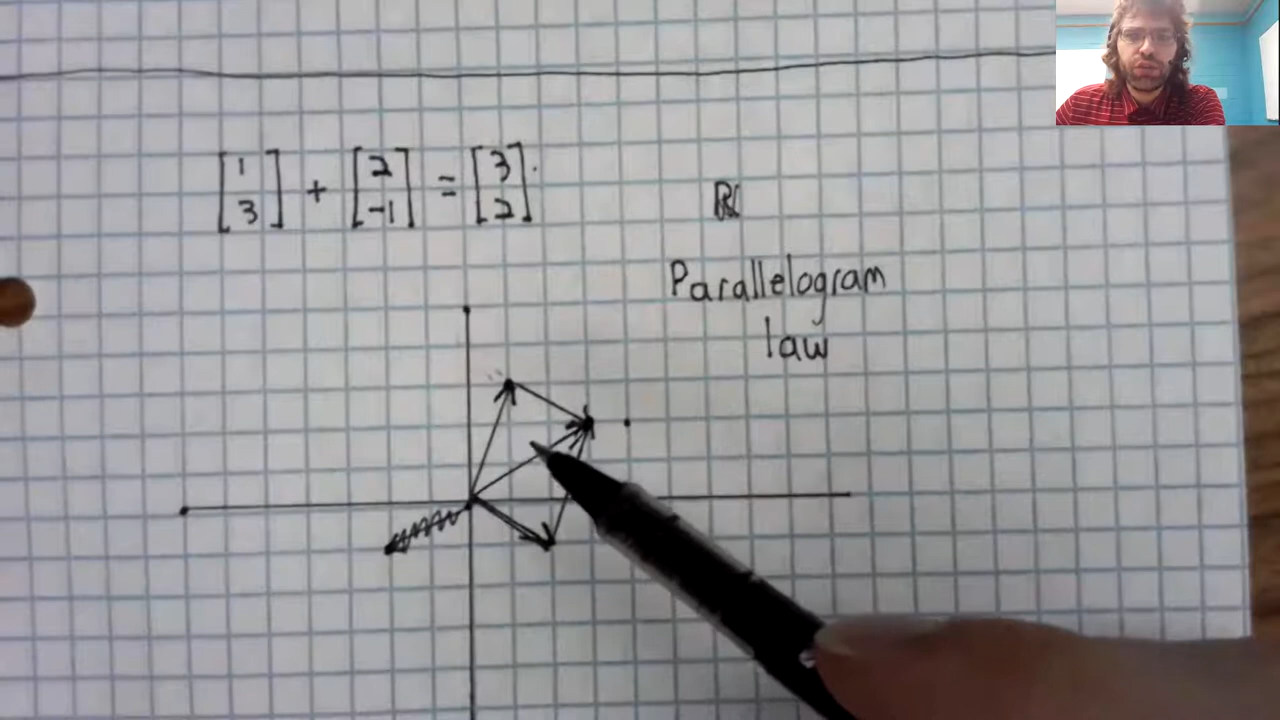 [1 3] + [2 -1] = [3 2].
R
Parallelogram
law